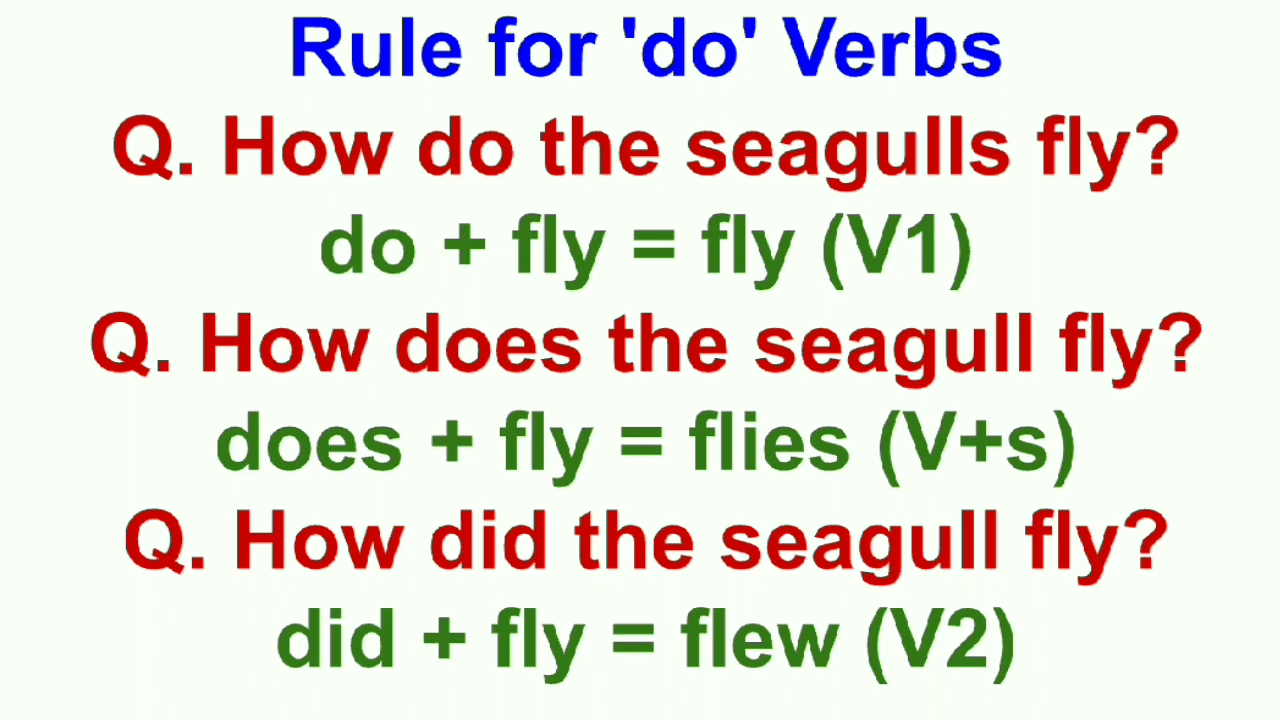 Rule for 'do' Verbs
Q. How do the seagulls fly?
do + fly = fly (V1)
Q. How does the seagull fly?
does + fly = flies (V+s)
Q. How did the seagull fly?
did + fly = flew (V2)